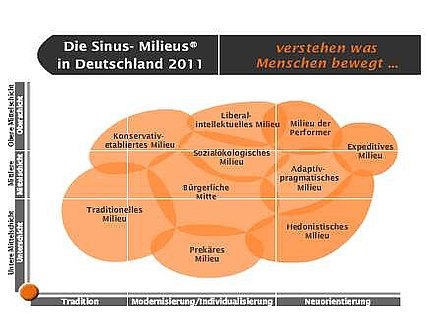 Die Sinus- Milieus®
in Deutschland 2011
verstehen was
Menschen bewegt ...
Obere Mittelschicht
Oberschicht
Mittlere
Mittelschicht
Untere Mittelschicht
Unterschicht
Konservativ-
etabliertes Milieu
Liberal-
intellektuelles Milieu
Milieu der
Performer
Expeditives
Milieu
Sozialökologisches
Milieu
Adaptiv-
pragmatisches
Milieu
Bürgerliche
Mitte
Traditionelles
Milieu
Hedonistisches
Milieu
Prekäres
Milieu
Tradition
Modernisierung/Individualisierung
Neuorientierung